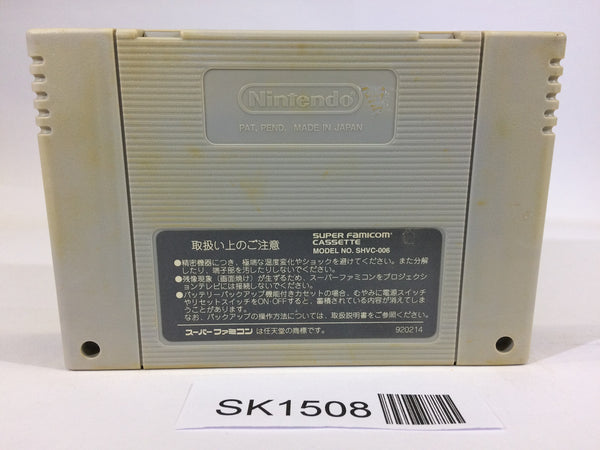 Nintendo
PAT. PEND. MADE IN JAPAN
取扱い上のご注意
SUPER FAMICOM
CASSETTE
MODEL NO. SHVC-006
●精密機器につき、極端な温度変化やショックを避けてください。また分解
したり、端子部を汚したりしないでください。
●残像現象(画面焼け)が生ずるため、スーパーファミコンをプロジェクシ
ョンテレビには接続しないでください。
●バッテリーバックアップ機能付きカセットの場合、むやみに電源スイッチ
やリセットスイッチをON・OFFすると、蓄積されている内容が消えてしま
うことがあります。
なお、バックアップの操作方法については、取扱説明書をご参照ください。
スーパーファミコン は任天堂の商標です。 920214
SK1508